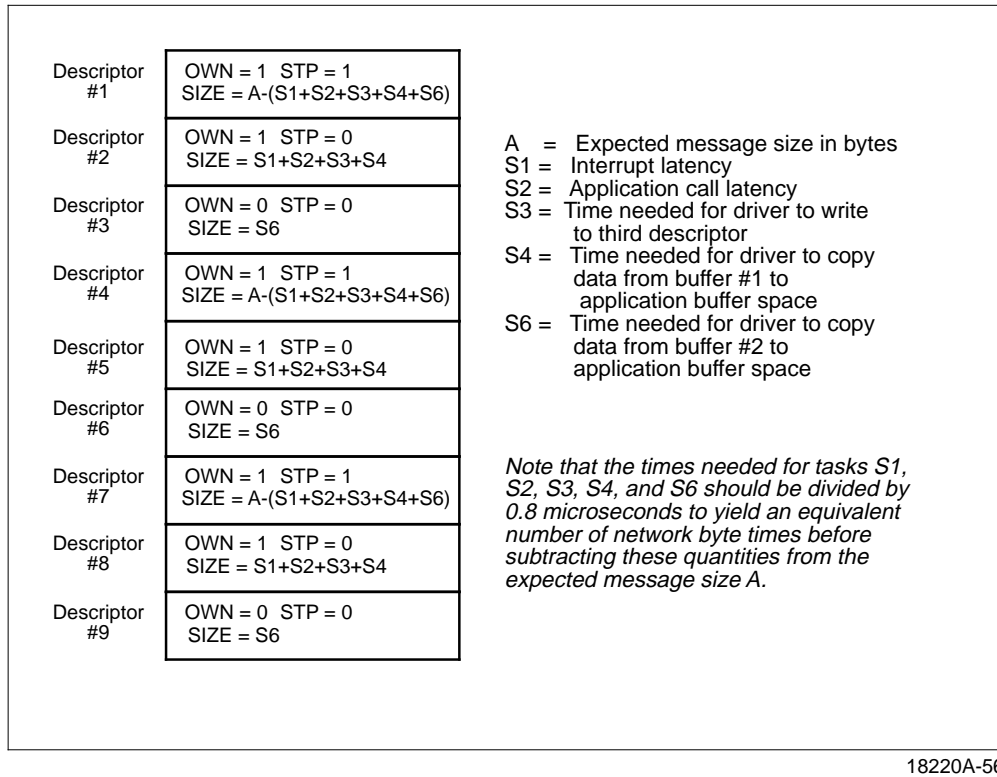 Descriptor
#1
OWN = 1 STP = 1
SIZE = A-(S1+S2+S3+S4+S6)
Descriptor
#2
OWN = 1 STP = 0
SIZE = S1+S2+S3+S4
Descriptor
#3
OWN = 0 STP = 0
SIZE = S6
Descriptor
#4
OWN = 1 STP = 1
SIZE = A-(S1+S2+S3+S4+S6)
Descriptor
#5
OWN = 1 STP = 0
SIZE = S1+S2+S3+S4
Descriptor
#6
OWN = 0 STP = 0
SIZE = S6
Descriptor
#7
OWN = 1 STP = 1
SIZE = A-(S1+S2+S3+S4+S6)
Descriptor
#8
OWN = 1 STP = 0
SIZE = S1+S2+S3+S4
Descriptor
#9
OWN = 0 STP = 0
SIZE = S6
A = Expected message size in bytes
S1 = Interrupt latency
S2 = Application call latency
S3 = Time needed for driver to write
to third descriptor
S4 = Time needed for driver to copy
data from buffer #1 to
application buffer space
S6 = Time needed for driver to copy
data from buffer #2 to
application buffer space
Note that the times needed for tasks S1,
S2, S3, S4, and S6 should be divided by
0.8 microseconds to yield an equivalent
number of network byte times before
subtracting these quantities from the
expected message size A.
18220A-56